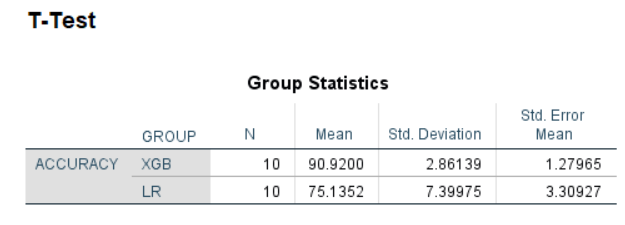 T-Test
Group Statistics
GROUP N Mean Std. Deviation Std. Error Mean
ACCURACY XGB 10 90.9200 2.86139 1.27965
LR 10 75.1352 7.39975 3.30927